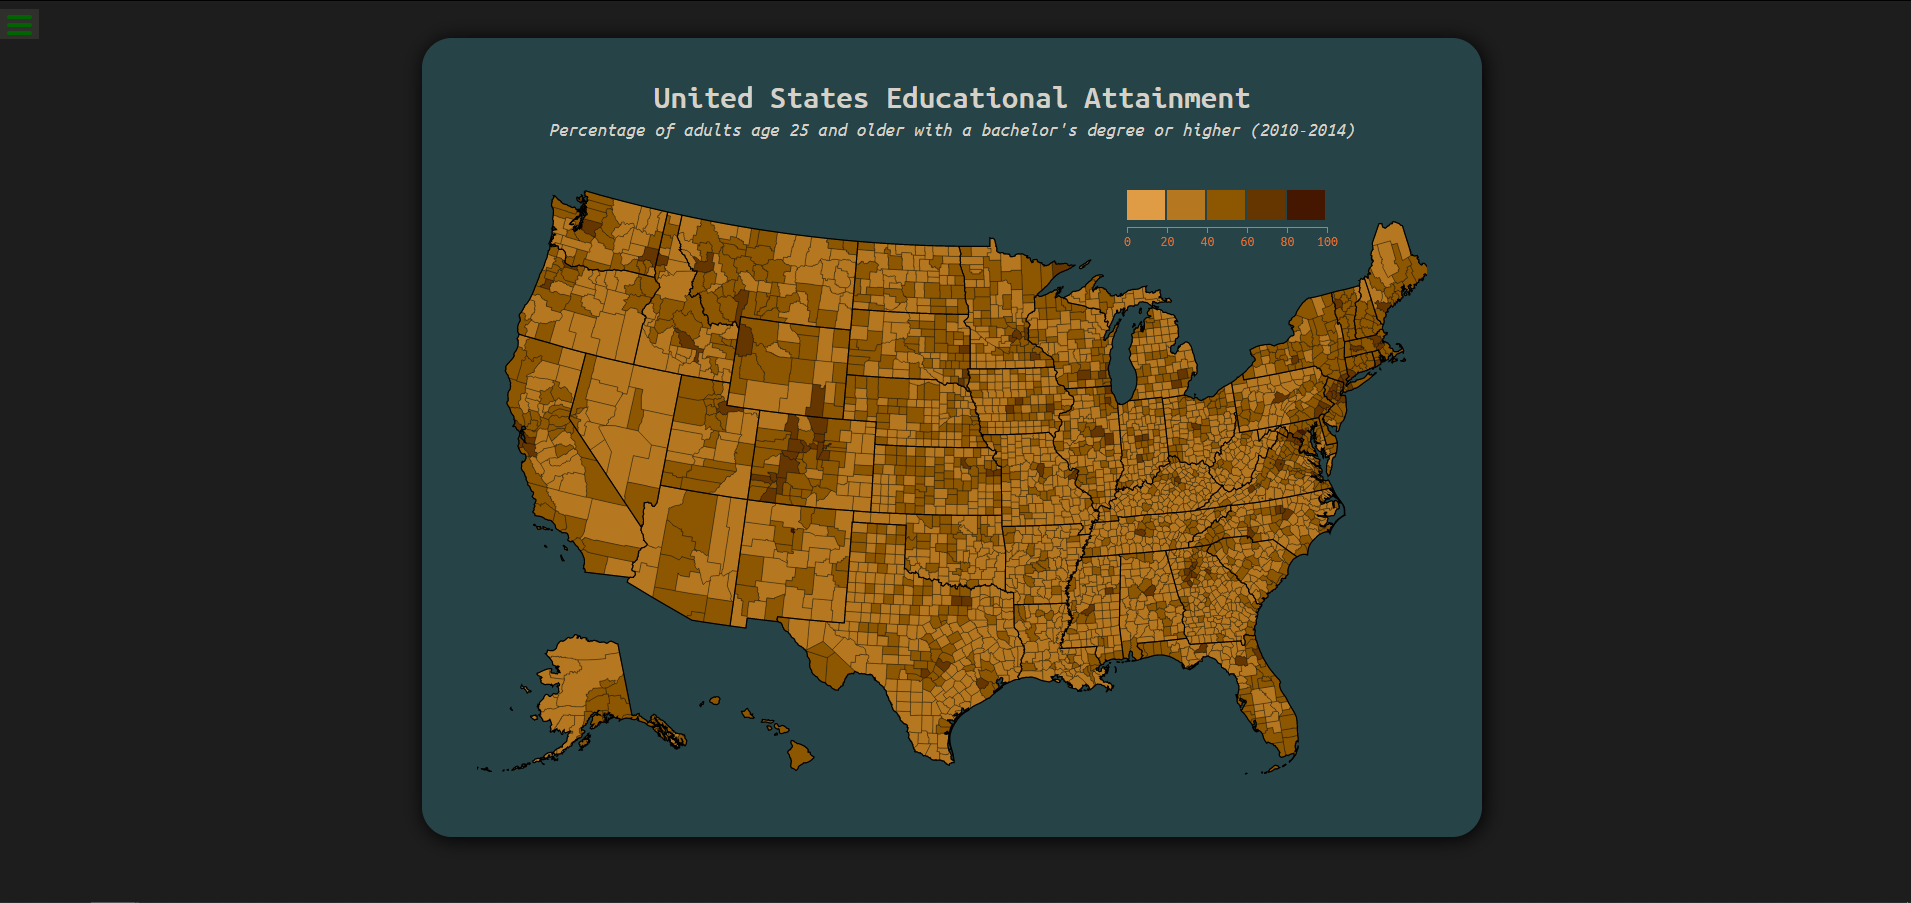 United States Educational Attainment
Percentage of adults age 25 and older with a bachelor's degree or higher (2010-2014)
0 20 40 60 80 100